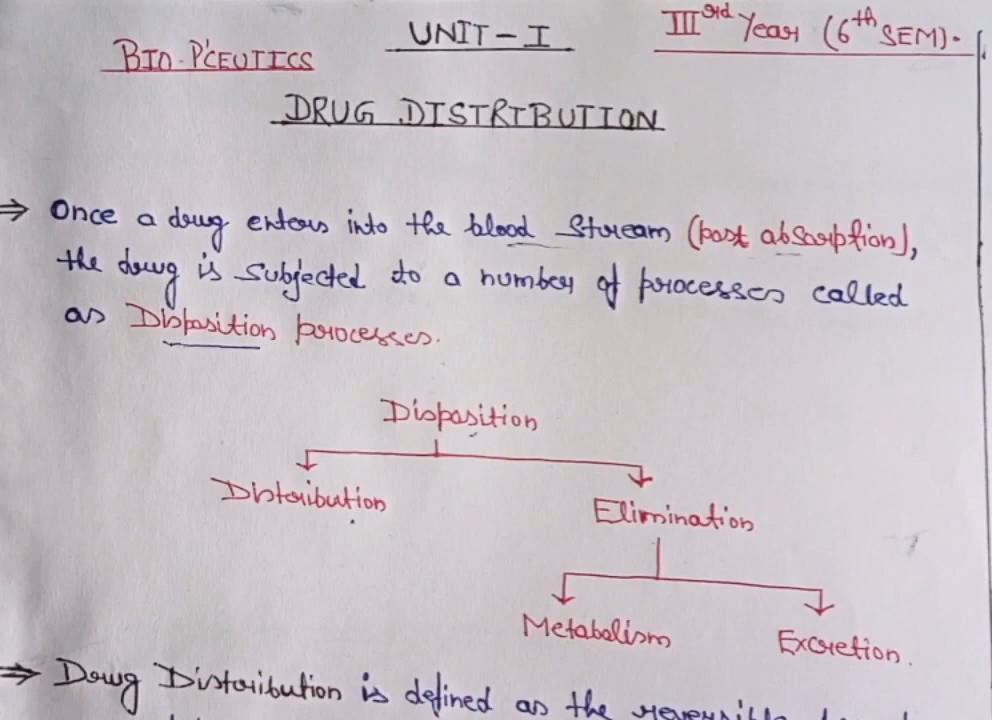 BIO-P'CEUTICS UNIT-I IIIrd Year (6th SEM).
DRUG DISTRIBUTION
⇒ Once a drug enters into the blood stream (post absorption),
the drug is subjected to a number of processes called
as Disposition processes.
Disposition
Distribution Elimination
Metabolism Excretion.
⇒ Drug Distribution is defined as the reversible